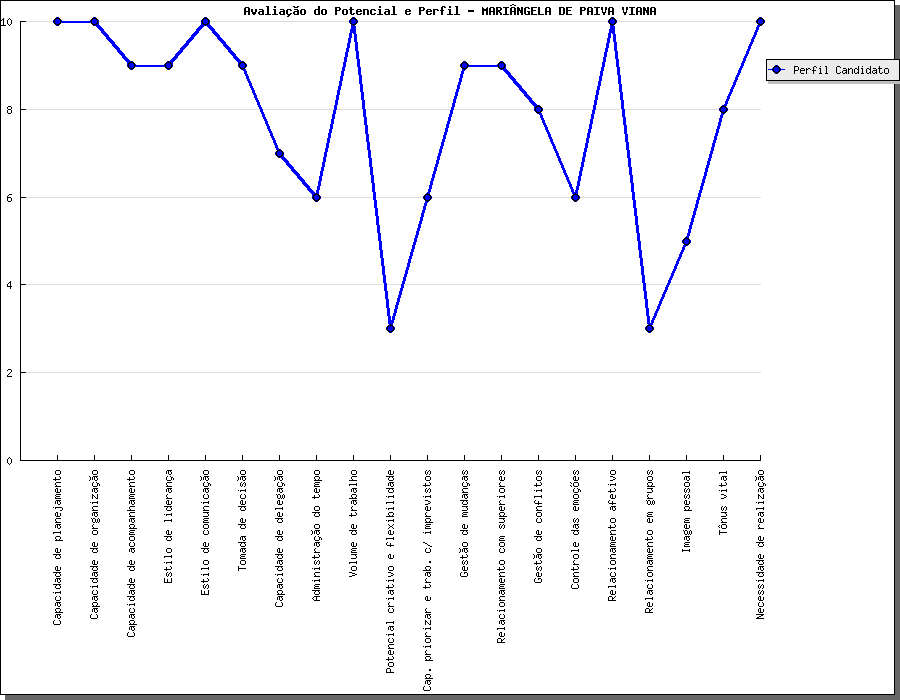 Avaliação do Potencial e Perfil - MARIÂNGELA DE PAIVA VIANA
10
8
6
4
2
0
Perfil Candidato
Capacidade de planejamento
Capacidade de organização
Capacidade de acompanhamento
Estilo de liderança
Estilo de comunicação
Tomada de decisão
Capacidade de delegação
Administração do tempo
Volume de trabalho
Potencial criativo e flexibilidade
Cap. priorizar e trab. c/ imprevistos
Gestão de mudanças
Relacionamento com superiores
Gestão de conflitos
Controle das emoções
Relacionamento afetivo
Relacionamento em grupos
Imagem pessoal
Tônus vital
Necessidade de realização